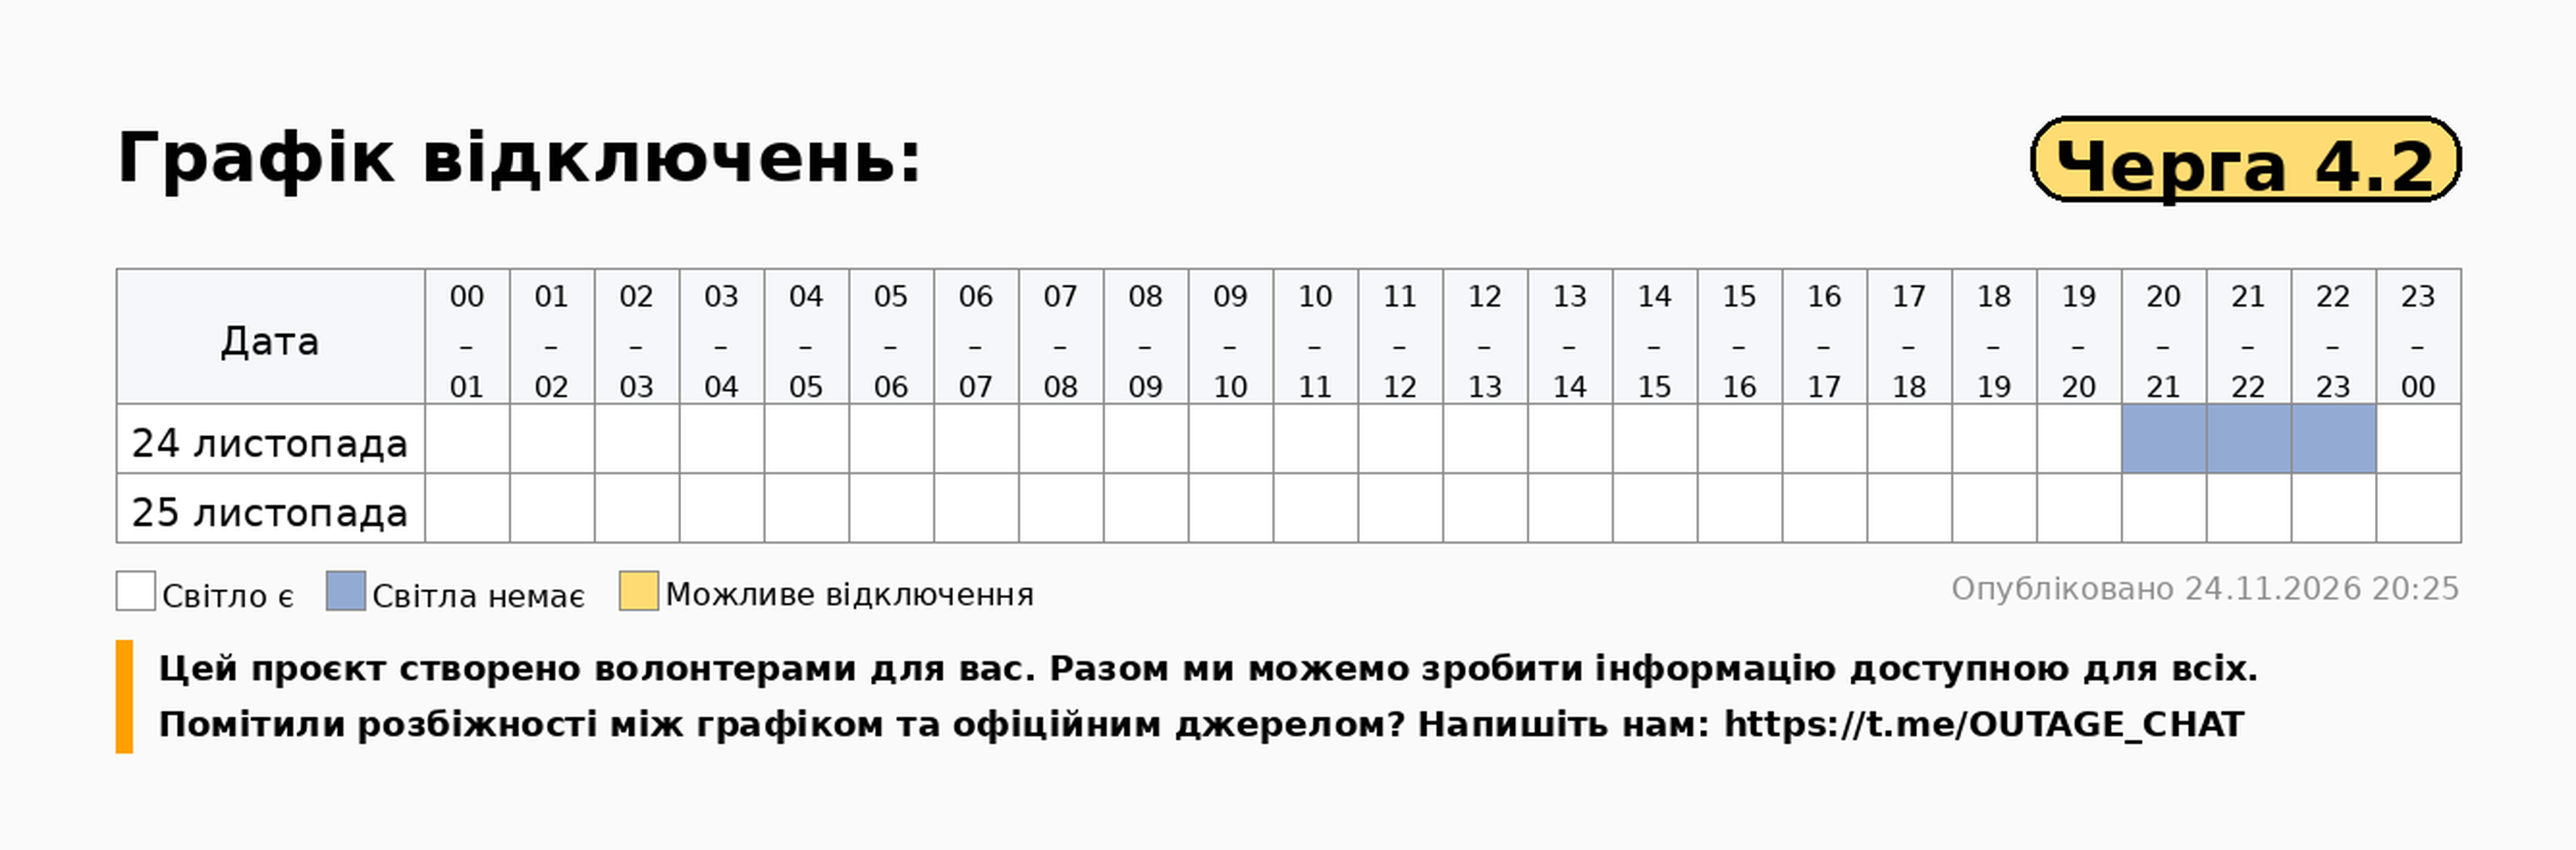 Графік відключень:
Черга 4.2
Дата
00 – 01
01 – 02
02 – 03
03 – 04
04 – 05
05 – 06
06 – 07
07 – 08
08 – 09
09 – 10
10 – 11
11 – 12
12 – 13
13 – 14
14 – 15
15 – 16
16 – 17
17 – 18
18 – 19
19 – 20
20 – 21
21 – 22
22 – 23
23 – 00
24 листопада
25 листопада
Світло є
Світла немає
Можливе відключення
Опубліковано 24.11.2026 20:25
Цей проєкт створено волонтерами для вас. Разом ми можемо зробити інформацію доступною для всіх.
Помітили розбіжності між графіком та офіційним джерелом? Напишіть нам: https://t.me/OUTAGE_CHAT